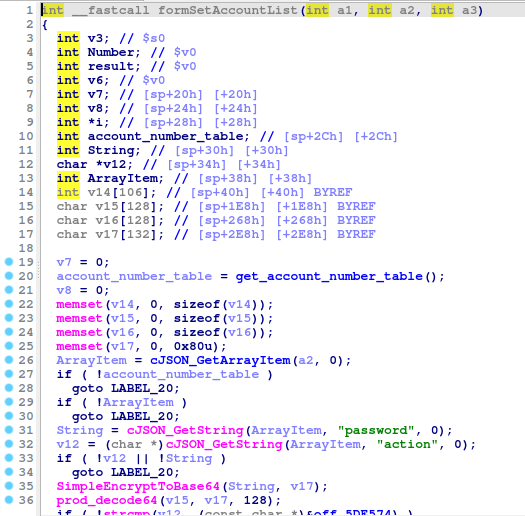 1 int __fastcall formSetAccountList(int a1, int a2, int a3)
2 {
3 int v3; // $s0
4 int Number; // $v0
5 int result; // $v0
6 int v6; // $v0
7 int v7; // [sp+20h] [+20h]
8 int v8; // [sp+24h] [+24h]
9 int *i; // [sp+28h] [+28h]
10 int account_number_table; // [sp+2Ch] [+2Ch]
11 int String; // [sp+30h] [+30h]
12 char *v12; // [sp+34h] [+34h]
13 int ArrayItem; // [sp+38h] [+38h]
14 int v14[106]; // [sp+40h] [+40h] BYREF
15 char v15[128]; // [sp+1E8h] [+1E8h] BYREF
16 char v16[128]; // [sp+268h] [+268h] BYREF
17 char v17[132]; // [sp+2E8h] [+2E8h] BYREF
18
19 v7 = 0;
20 account_number_table = get_account_number_table();
21 v8 = 0;
22 memset(v14, 0, sizeof(v14));
23 memset(v15, 0, sizeof(v15));
24 memset(v16, 0, sizeof(v16));
25 memset(v17, 0, 0x80u);
26 ArrayItem = cJSON_GetArrayItem(a2, 0);
27 if ( !account_number_table )
28 goto LABEL_20;
29 if ( !ArrayItem )
30 goto LABEL_20;
31 String = cJSON_GetString(ArrayItem, "password", 0);
32 v12 = (char *)cJSON_GetString(ArrayItem, "action", 0);
33 if ( !v12 || !String )
34 goto LABEL_20;
35 SimpleEncryptToBase64(String, v17);
36 prod_decode64(v15, v17, 128);
if ( !strcmp(v12, (const char *)&off_5DE574) )